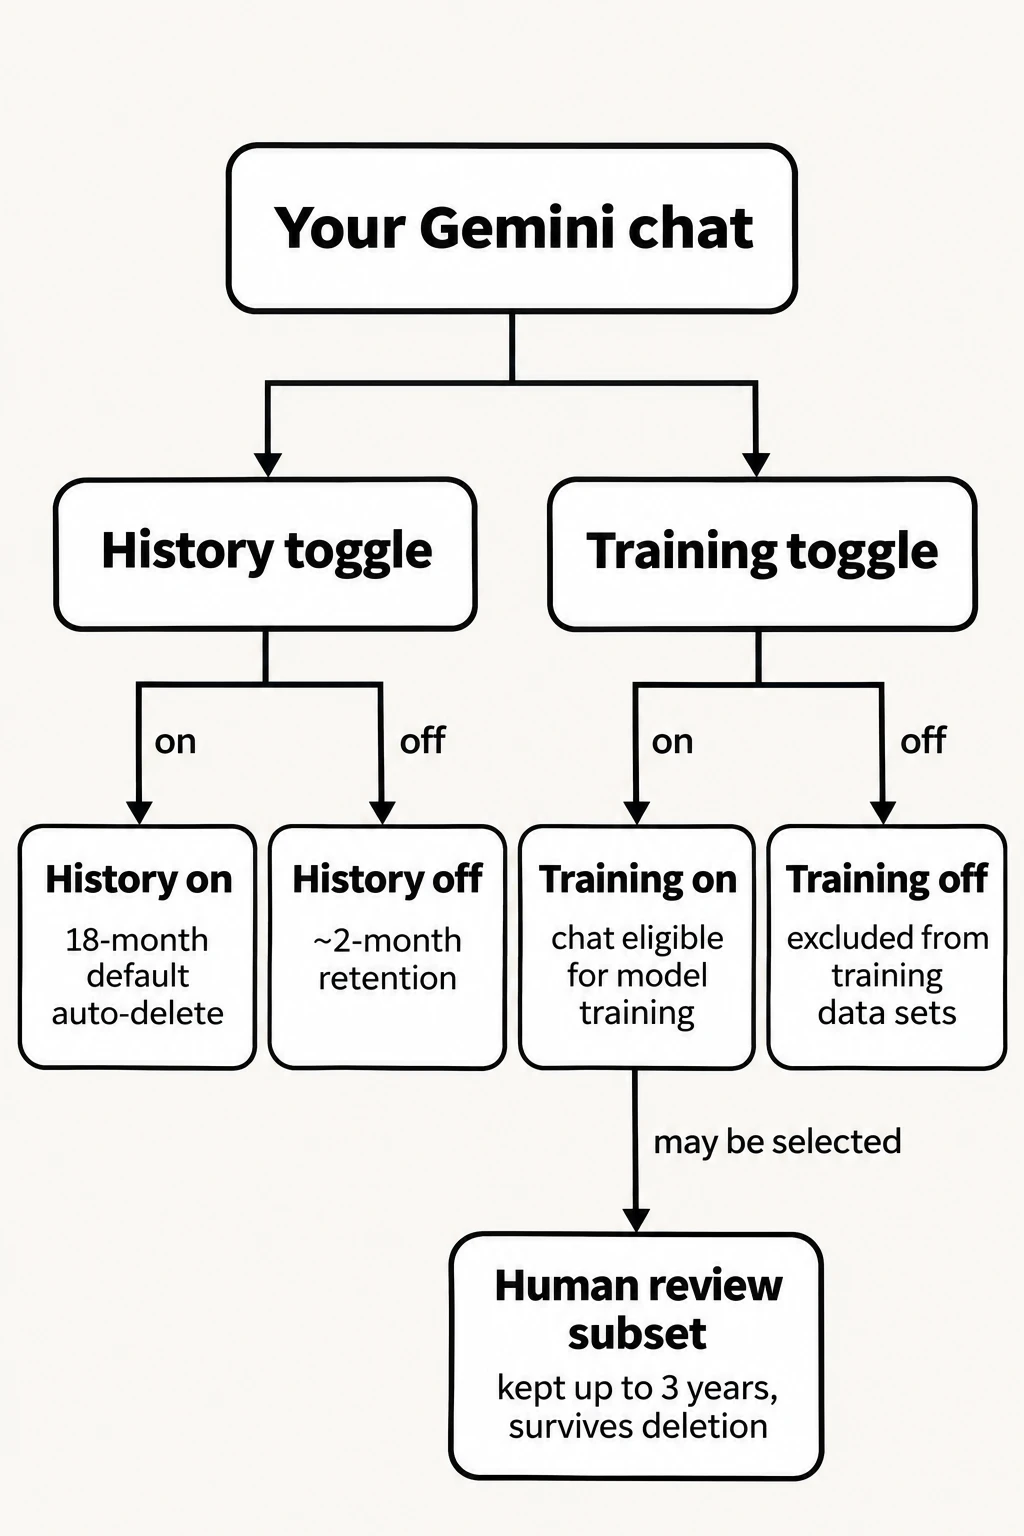 Your Gemini chat
History toggle
Training toggle
on
off
on
off
History on
18-month
default
auto-delete
History off
~2-month
retention
Training on
chat eligible
for model
training
Training off
excluded from
training
data sets
may be selected
Human review
subset
kept up to 3 years,
survives deletion